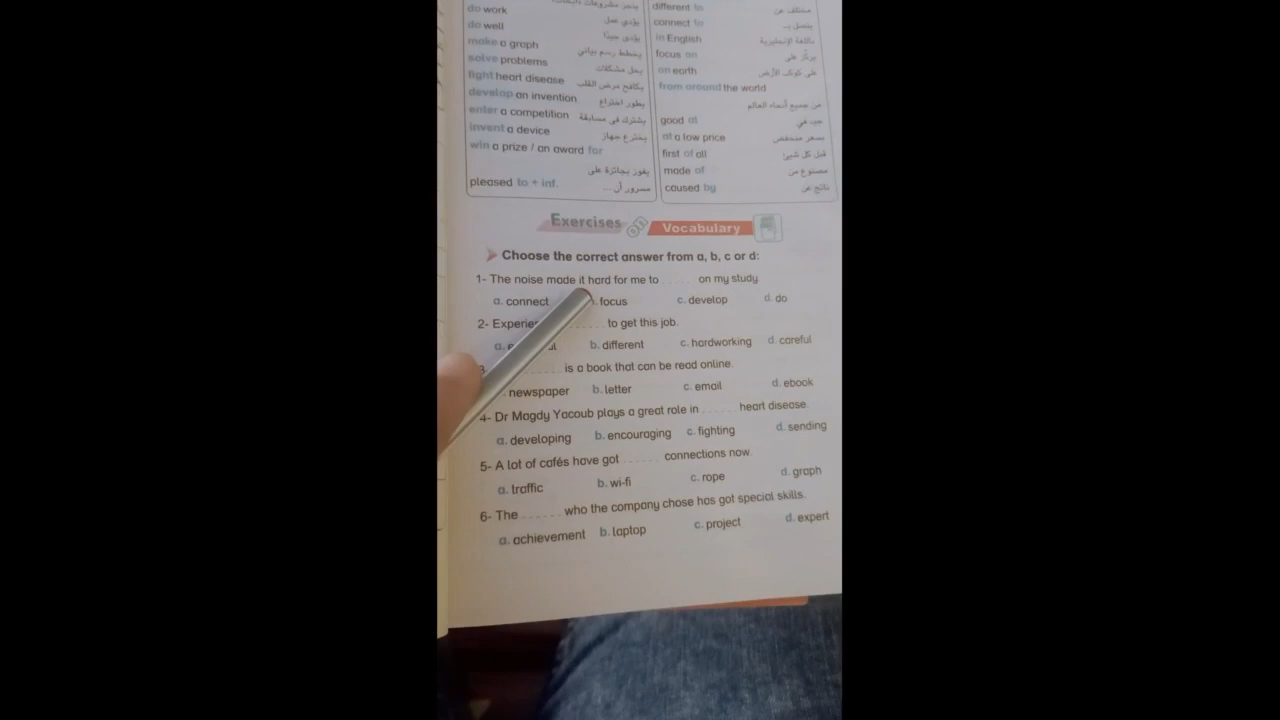 do work يؤدي عمل
do well يؤدي جيدًا
make a graph يخطط رسم بياني
solve problems يحل مشكلات
fight heart disease يكافح مرض القلب
develop an invention يطور اختراع
enter a competition يشترك في مسابقة
invent a device يخترع جهاز
win a prize / an award for
يفوز بجائزة على
pleased to + inf. مسرور أن ...
different to مختلف عن
connect to يتصل بـ
in English باللغة الإنجليزية
focus on يركز على
on earth على كوكب الأرض
from around the world
من جميع أنحاء العالم
good at جيد في
at a low price بسعر منخفض
first of all قبل كل شيئ
made of مصنوع من
caused by ناتج عن
Exercises on Vocabulary
Choose the correct answer from a, b, c or d:
1- The noise made it hard for me to ...... on my study.
a. connect focus c. develop d. do
2- ...... to get this job.
b. different c. hardworking d. careful
...... is a book that can be read online.
newspaper b. letter c. email d. ebook
4- Dr Magdy Yacoub plays a great role in ...... heart disease.
a. developing b. encouraging c. fighting d. sending
5- A lot of cafés have got ...... connections now.
a. traffic b. wi-fi c. rope d. graph
6- The ...... who the company chose has got special skills.
a. achievement b. laptop c. project d. expert